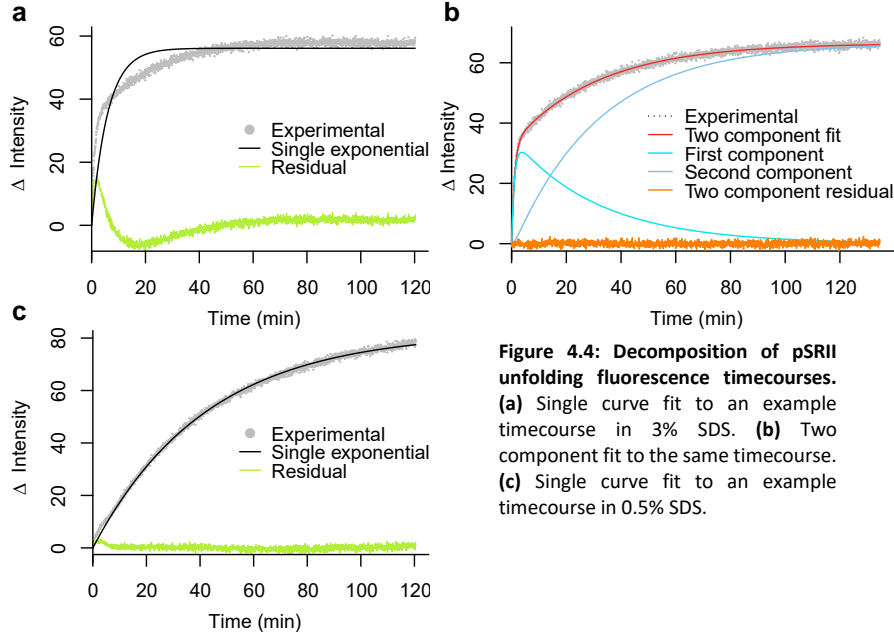 a
60
40
20
0
Δ Intensity
Experimental
Single exponential
Residual
0 20 40 60 80 100 120
Time (min)
b
60
40
20
0
Δ Intensity
Experimental
Two component fit
First component
Second component
Two component residual
0 20 40 60 80 100 120
Time (min)
c
80
60
40
20
0
Δ Intensity
Experimental
Single exponential
Residual
0 20 40 60 80 100 120
Time (min)
Figure 4.4: Decomposition of pSRII
unfolding fluorescence timecourses.
(a) Single curve fit to an example
timecourse in 3% SDS. (b) Two
component fit to the same timecourse.
(c) Single curve fit to an example
timecourse in 0.5% SDS.